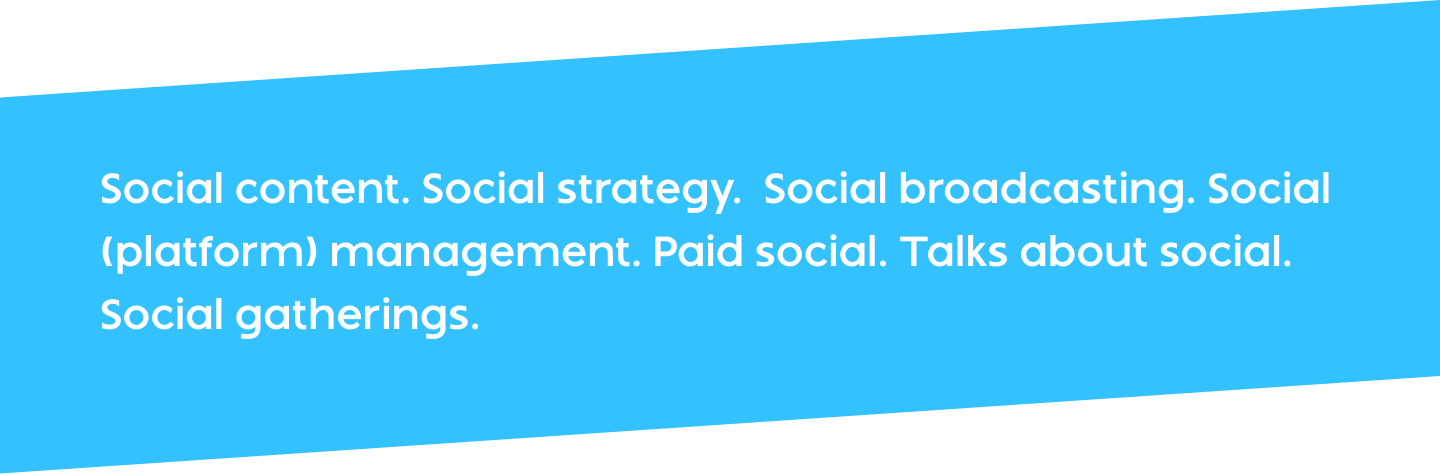 Social content. Social strategy.  Social broadcasting. Social
(platform) management. Paid social. Talks about social.
Social gatherings.